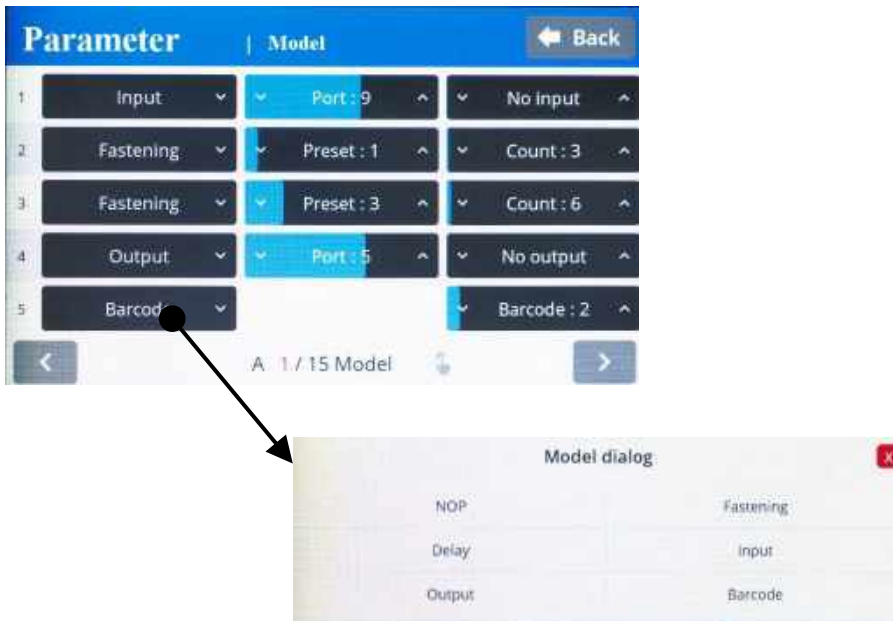 Parameter | Model Back
1 Input Port : 9 No input
2 Fastening Preset : 1 Count : 3
3 Fastening Preset : 3 Count : 6
4 Output Port : 5 No output
5 Barcode Barcode : 2
A 1 / 15 Model
Model dialog X
NOP Fastening
Delay Input
Output Barcode